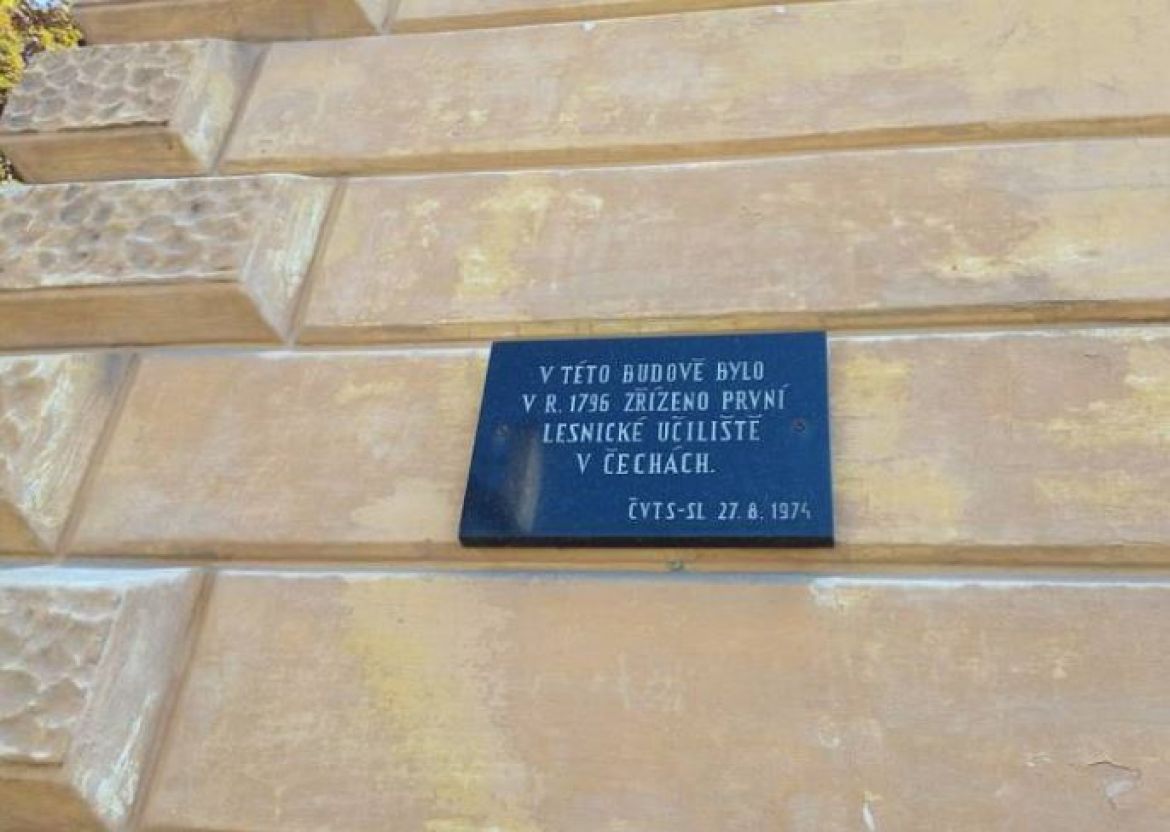 V TÉTO BUDOVĚ BYLO
V R. 1796 ZŘÍZENO PRVNÍ
LESNICKÉ UČILIŠTĚ
V ČECHÁCH.
ČVTS-SL 27. 8. 1974